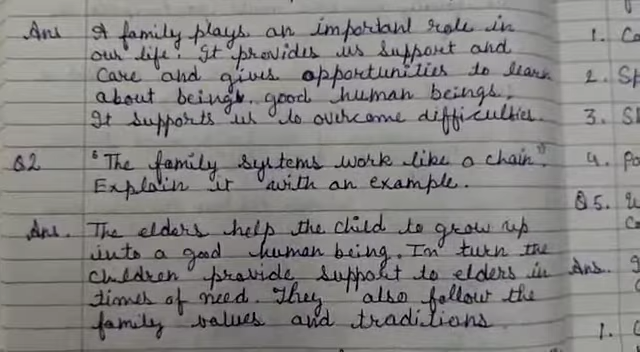 Ans A family plays an important role in
our life. It provides us support and
care and gives opportunities to learn
about being good human beings.
It supports us to overcome difficulties.
Q2 "The family systems work like a chain".
Explain it with an example.
Ans. The elders help the child to grow up
into a good human being. In turn the
children provide support to elders in
times of need. They also follow the
family values and traditions.
1. Co
2. Sp
3. Sh
4. Po
Q5.
Ans.
1.